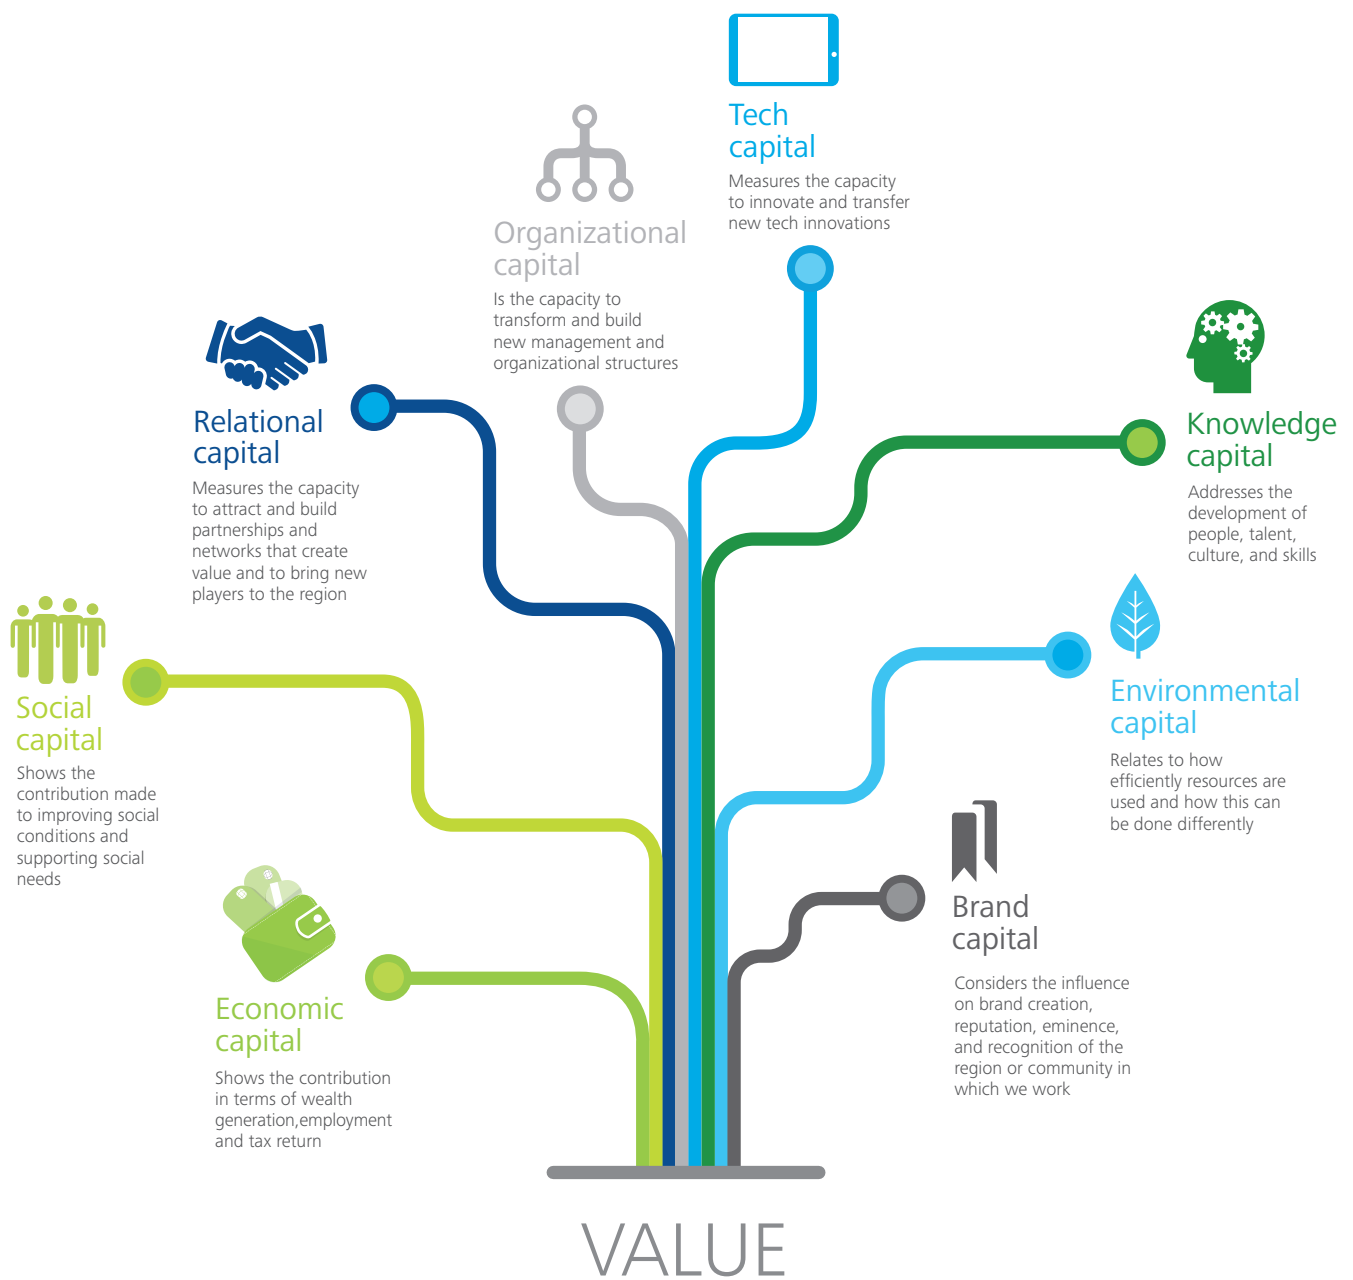 Tech
capital
Measures the capacity
to innovate and transfer
new tech innovations
Organizational
capital
Is the capacity to
transform and build
new management and
organizational structures
Relational
capital
Measures the capacity
to attract and build
partnerships and
networks that create
value and to bring new
players to the region
Knowledge
capital
Addresses the
development of
people, talent,
culture, and skills
Social
capital
Shows the
contribution made
to improving social
conditions and
supporting social
needs
Environmental
capital
Relates to how
efficiently resources are
used and how this can
be done differently
Brand
capital
Considers the influence
on brand creation,
reputation, eminence,
and recognition of the
region or community in
which we work
Economic
capital
Shows the contribution
in terms of wealth
generation,employment
and tax return
VALUE